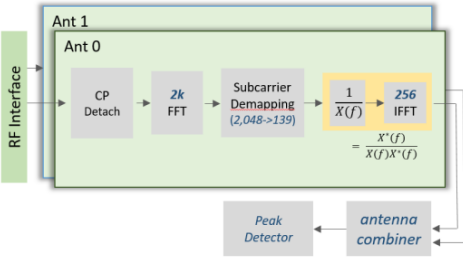 Ant 1
Ant 0
RF Interface
CP
Detach
2k
FFT
Subcarrier
Demapping
(2,048->139)
1
X(f)
256
IFFT
= X*(f)
X(f)X*(f)
Peak
Detector
antenna
combiner